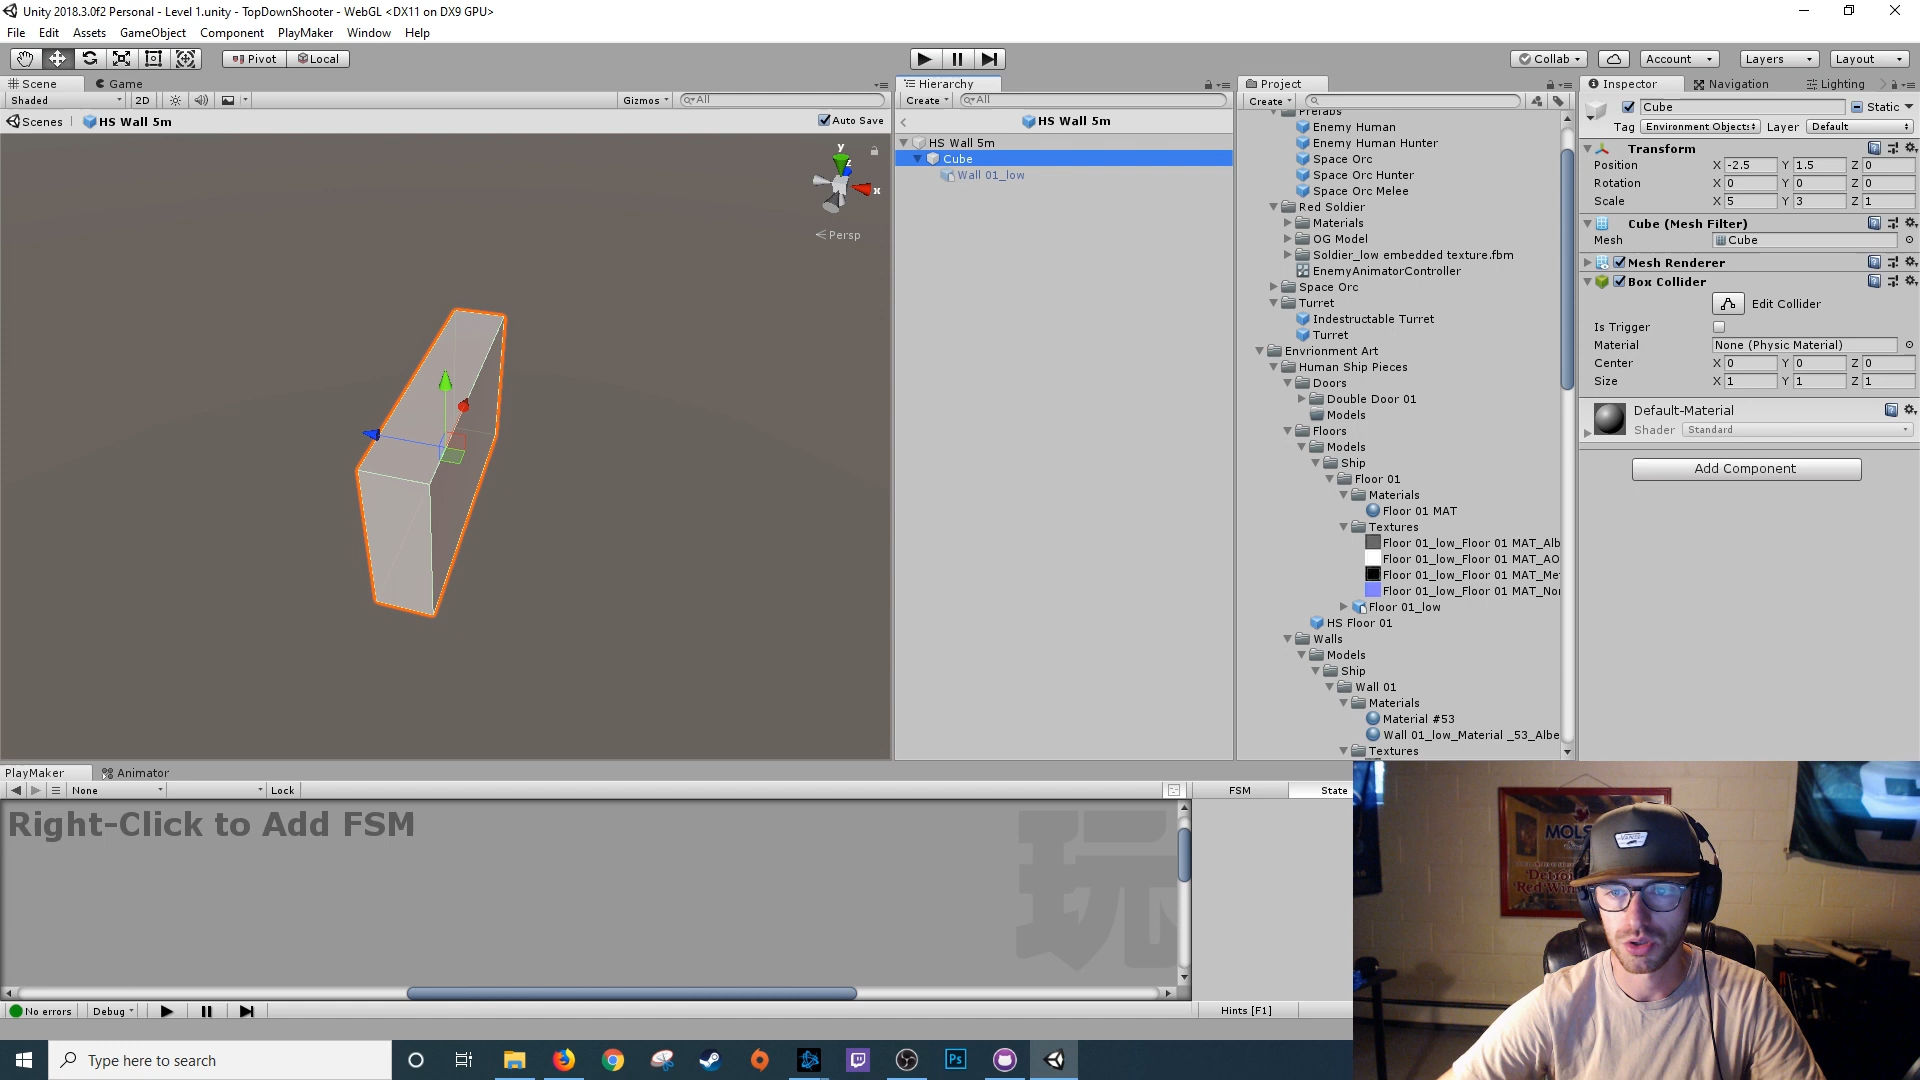 Unity 2018.3.0f2 Personal - Level 1.unity - TopDownShooter - WebGL <DX11 on DX9 GPU>
File Edit Assets GameObject Component PlayMaker Window Help
Pivot Local Collab Account Layers Layout
Scene Game Hierarchy Project Inspector Navigation Lighting
Shaded 2D Gizmos All Create All Create Cube Static
Scenes HS Wall 5m Auto Save HS Wall 5m
Tag Environment Objects Layer Default
y
z
x
Persp
HS Wall 5m
Cube
Wall 01_low
Prefabs
Enemy Human
Enemy Human Hunter
Space Orc
Space Orc Hunter
Space Orc Melee
Red Soldier
Materials
OG Model
Soldier_low embedded texture.fbm
EnemyAnimatorController
Space Orc
Turret
Indestructable Turret
Turret
Envrionment Art
Human Ship Pieces
Doors
Double Door 01
Models
Floors
Models
Ship
Floor 01
Materials
Floor 01 MAT
Textures
Floor 01_low_Floor 01 MAT_Alb
Floor 01_low_Floor 01 MAT_AO
Floor 01_low_Floor 01 MAT_Me
Floor 01_low_Floor 01 MAT_No
Floor 01_low
HS Floor 01
Walls
Models
Ship
Wall 01
Materials
Material #53
Wall 01_low_Material _53_Albe
Textures
Transform
Position X -2.5 Y 1.5 Z 0
Rotation X 0 Y 0 Z 0
Scale X 5 Y 3 Z 1
Cube (Mesh Filter)
Mesh Cube
Mesh Renderer
Box Collider
Edit Collider
Is Trigger
Material None (Physic Material)
Center X 0 Y 0 Z 0
Size X 1 Y 1 Z 1
Default-Material
Shader Standard
Add Component
PlayMaker Animator
None Lock FSM State
Right-Click to Add FSM
玩
No errors Debug Hints [F1]
MOLS
Detroit
Red Win
VANS
Type here to search
Ps